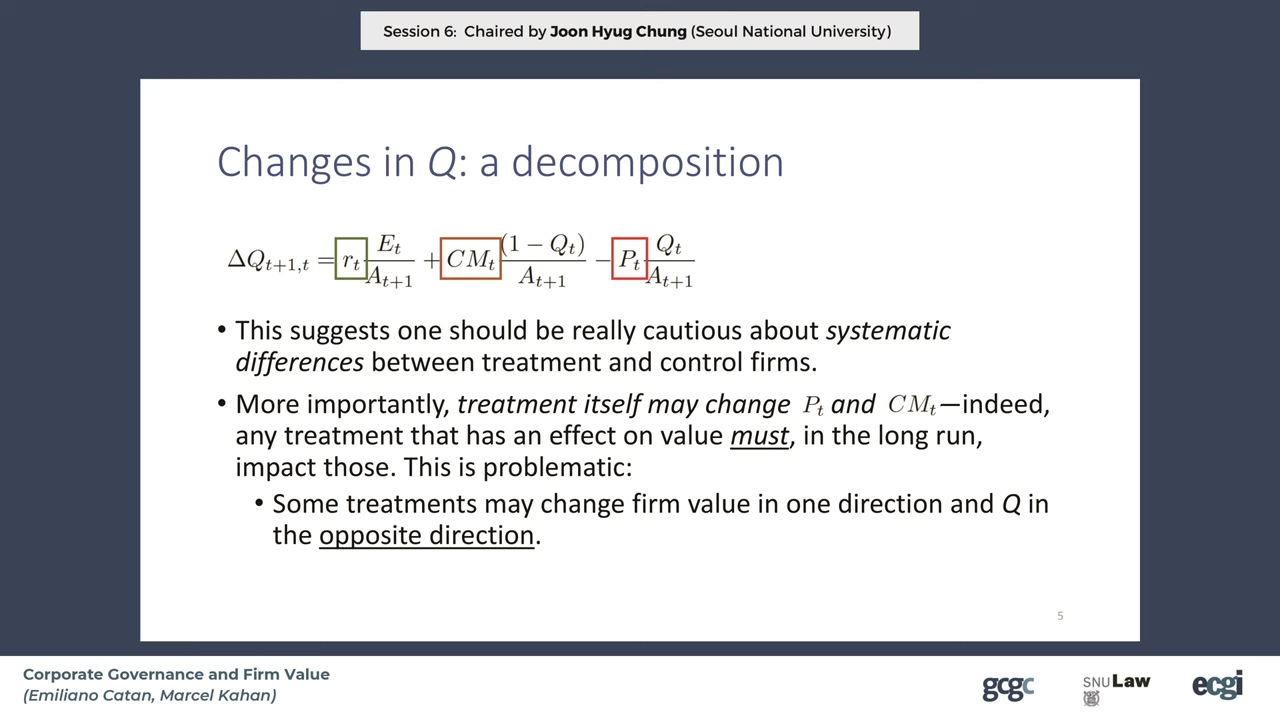 Session 6: Chaired by Joon Hyug Chung (Seoul National University)
Changes in Q: a decomposition
ΔQ_{t+1,t} = r_t E_t/A_{t+1} + CM_t (1 − Q_t)/A_{t+1} − P_t Q_t/A_{t+1}
• This suggests one should be really cautious about systematic
differences between treatment and control firms.
• More importantly, treatment itself may change P_t and CM_t—indeed,
any treatment that has an effect on value must, in the long run,
impact those. This is problematic:
• Some treatments may change firm value in one direction and Q in
the opposite direction.
5
Corporate Governance and Firm Value
(Emiliano Catan, Marcel Kahan)
gcgc
SNU Law
ecgi